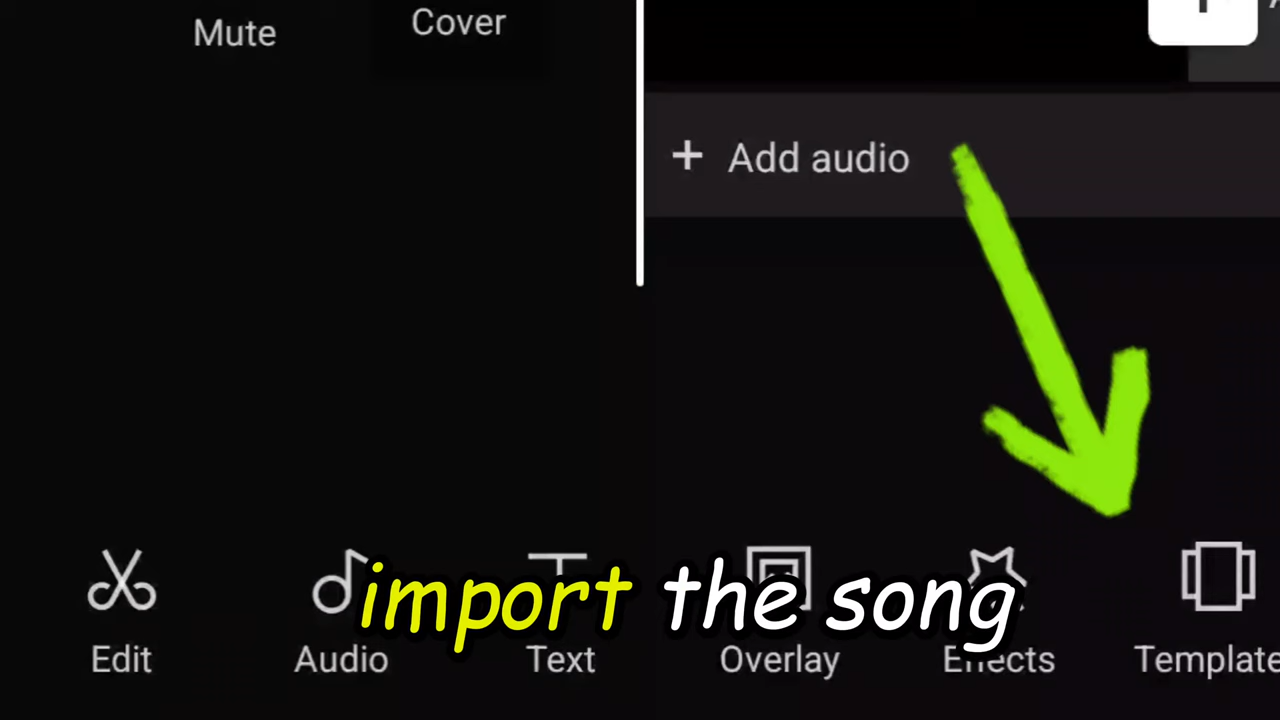 Mute
Cover
+ Add audio
import the song
Edit
Audio
Text
Overlay
Effects
Template